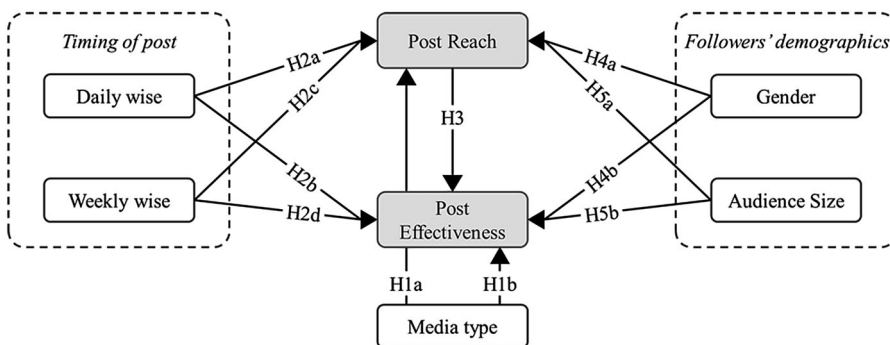 Timing of post
Daily wise
Weekly wise
H2a
H2c
H2b
H2d
Post Reach
H3
Post
Effectiveness
H1a
H1b
Media type
Followers' demographics
H4a
H5a
H4b
H5b
Gender
Audience Size